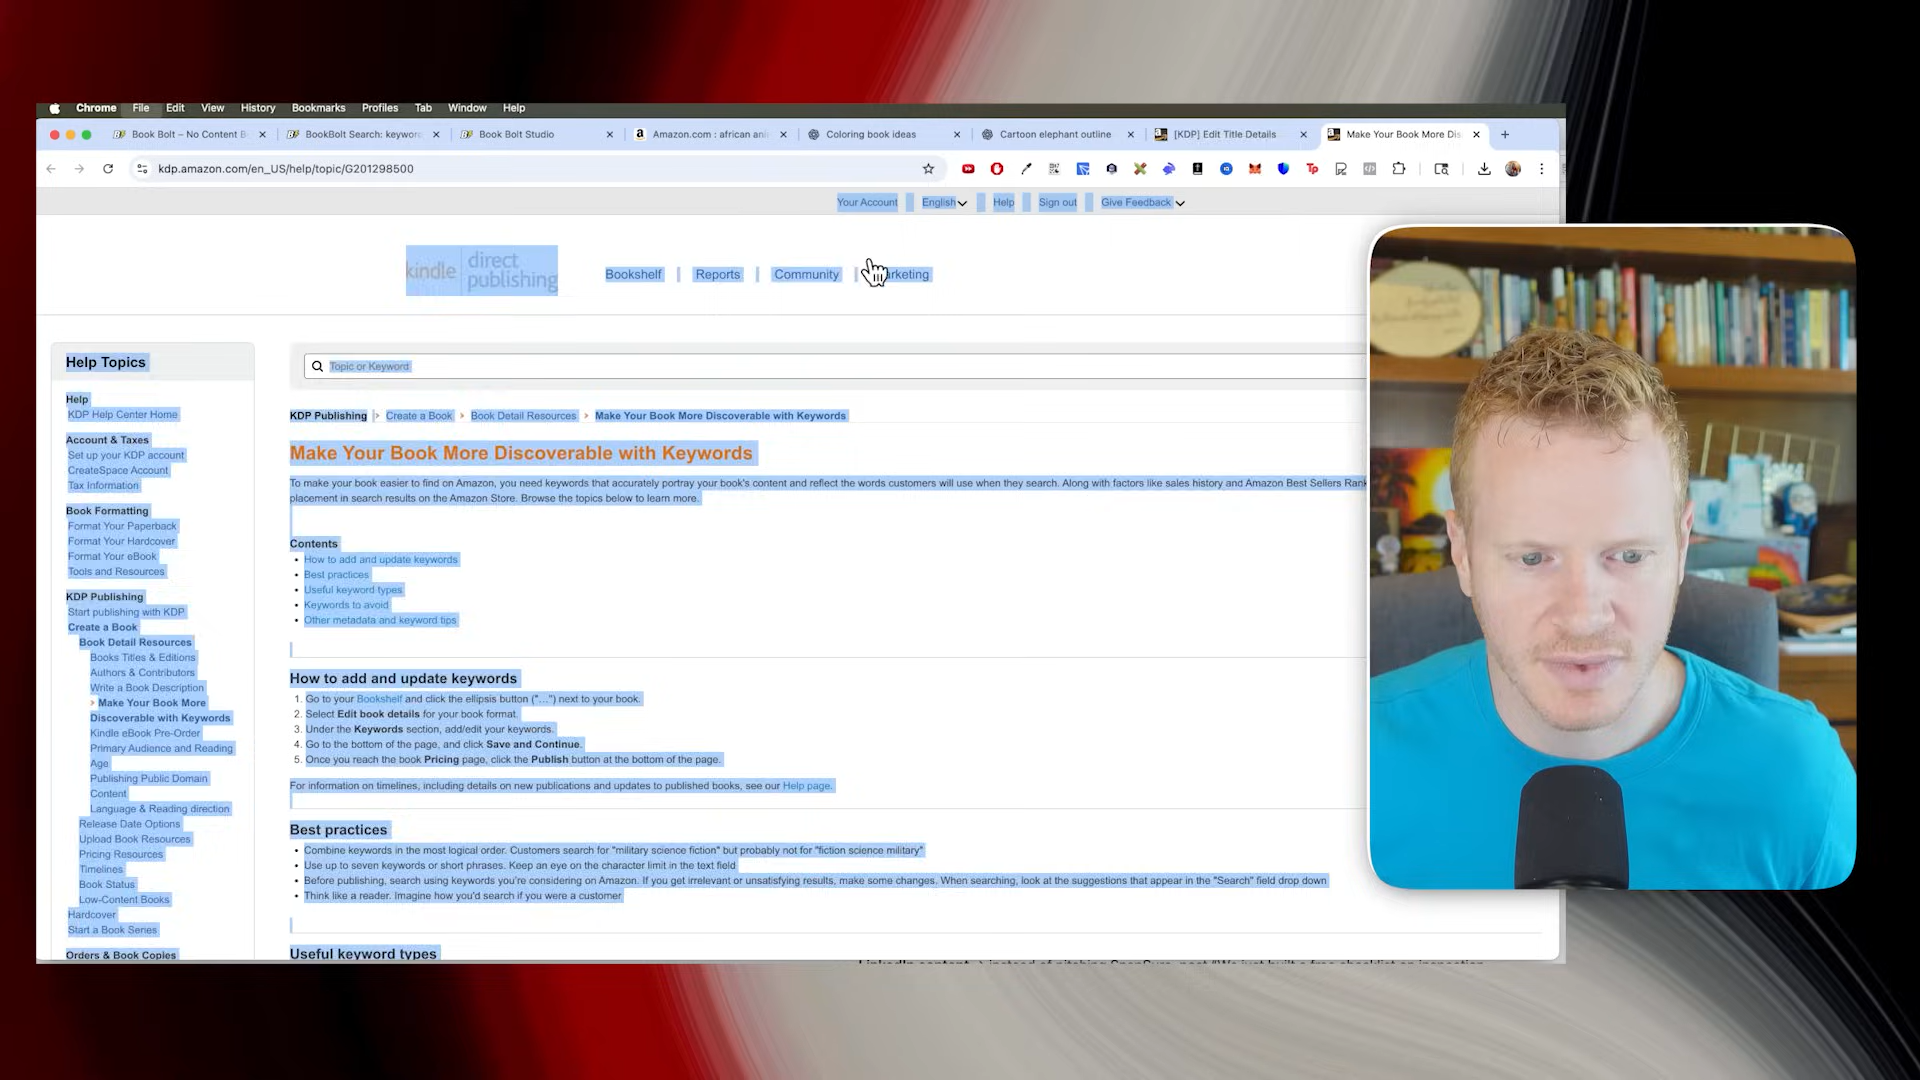 Chrome File Edit View History Bookmarks Profiles Tab Window Help
Book Bolt – No Content B
BookBolt Search: keywor
Book Bolt Studio
Amazon.com : african ani
Coloring book ideas
Cartoon elephant outline
[KDP] Edit Title Details
Make Your Book More Dis
kdp.amazon.com/en_US/help/topic/G201298500
Your Account
English
Help
Sign out
Give Feedback
kindle direct publishing
Bookshelf
Reports
Community
arketing
Help Topics
Help
KDP Help Center Home
Account & Taxes
Set up your KDP account
CreateSpace Account
Tax Information
Book Formatting
Format Your Paperback
Format Your Hardcover
Format Your eBook
Tools and Resources
KDP Publishing
Start publishing with KDP
Create a Book
Book Detail Resources
Books Titles & Editions
Authors & Contributors
Write a Book Description
› Make Your Book More
Discoverable with Keywords
Kindle eBook Pre-Order
Primary Audience and Reading
Age
Publishing Public Domain
Content
Language & Reading direction
Release Date Options
Upload Book Resources
Pricing Resources
Timelines
Book Status
Low-Content Books
Hardcover
Start a Book Series
Orders & Book Copies
Topic or Keyword
KDP Publishing › Create a Book › Book Detail Resources › Make Your Book More Discoverable with Keywords
Make Your Book More Discoverable with Keywords
To make your book easier to find on Amazon, you need keywords that accurately portray your book's content and reflect the words customers will use when they search. Along with factors like sales history and Amazon Best Sellers Rank
placement in search results on the Amazon Store. Browse the topics below to learn more.
Contents
• How to add and update keywords
• Best practices
• Useful keyword types
• Keywords to avoid
• Other metadata and keyword tips
How to add and update keywords
1. Go to your Bookshelf and click the ellipsis button ("…") next to your book.
2. Select Edit book details for your book format.
3. Under the Keywords section, add/edit your keywords.
4. Go to the bottom of the page, and click Save and Continue.
5. Once you reach the book Pricing page, click the Publish button at the bottom of the page.
For information on timelines, including details on new publications and updates to published books, see our Help page.
Best practices
• Combine keywords in the most logical order. Customers search for "military science fiction" but probably not for "fiction science military"
• Use up to seven keywords or short phrases. Keep an eye on the character limit in the text field
• Before publishing, search using keywords you're considering on Amazon. If you get irrelevant or unsatisfying results, make some changes. When searching, look at the suggestions that appear in the "Search" field drop down
• Think like a reader. Imagine how you'd search if you were a customer
Useful keyword types